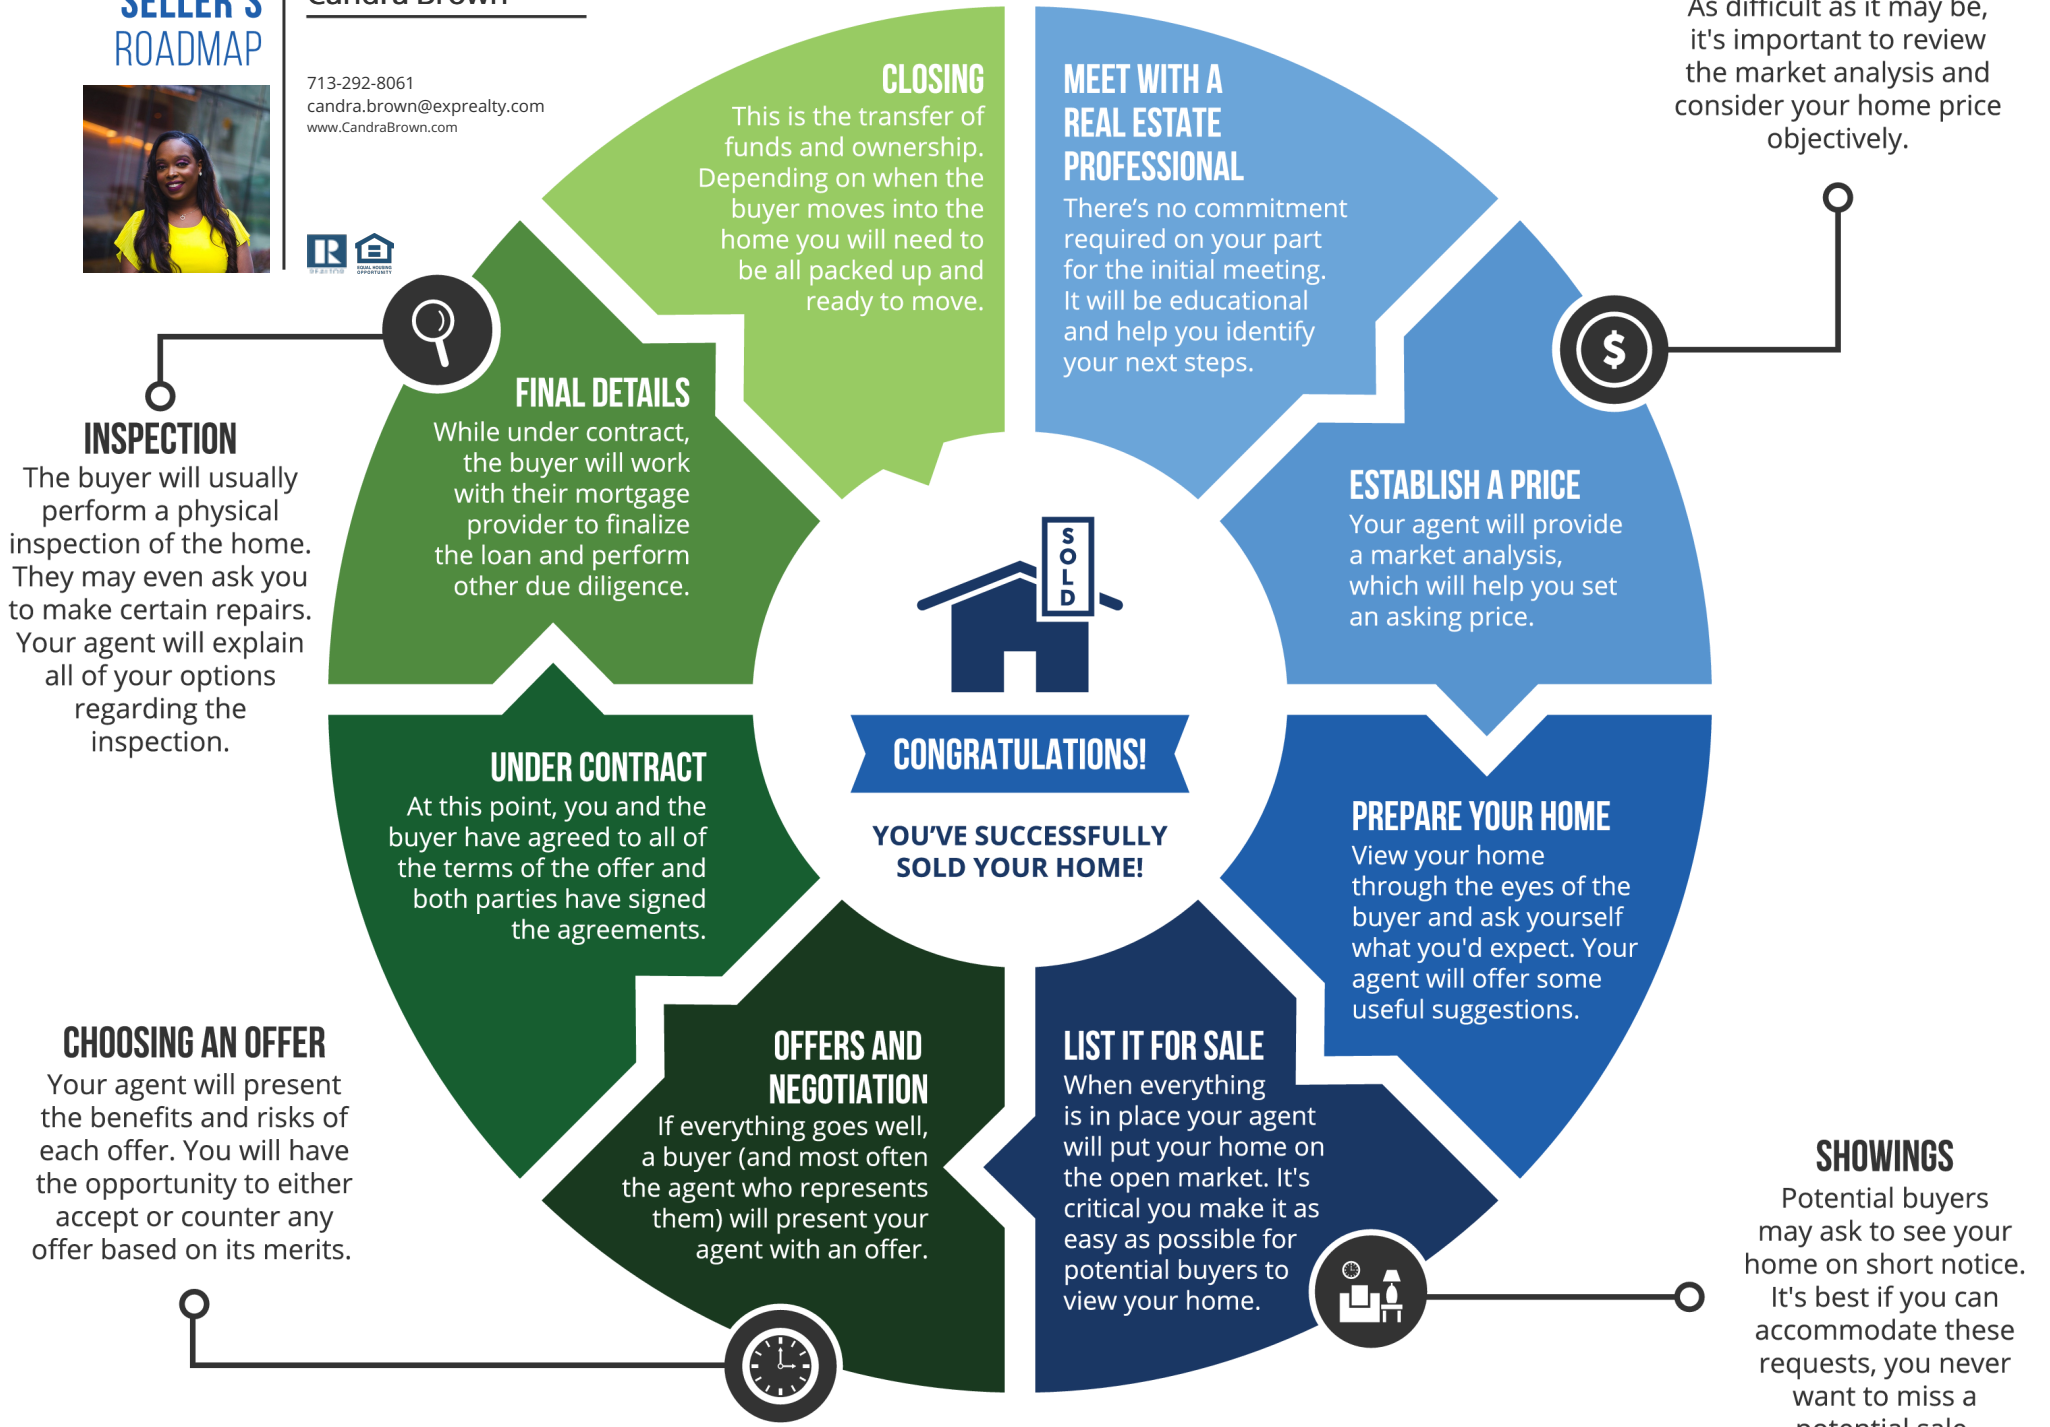 SELLER'S
ROADMAP
Candra Brown
713-292-8061
candra.brown@exprealty.com
www.CandraBrown.com
R
REALTOR
EQUAL HOUSING
OPPORTUNITY
As difficult as it may be,
it's important to review
the market analysis and
consider your home price
objectively.
CLOSING
This is the transfer of
funds and ownership.
Depending on when the
buyer moves into the
home you will need to
be all packed up and
ready to move.
MEET WITH A
REAL ESTATE
PROFESSIONAL
There's no commitment
required on your part
for the initial meeting.
It will be educational
and help you identify
your next steps.
$
ESTABLISH A PRICE
Your agent will provide
a market analysis,
which will help you set
an asking price.
PREPARE YOUR HOME
View your home
through the eyes of the
buyer and ask yourself
what you'd expect. Your
agent will offer some
useful suggestions.
LIST IT FOR SALE
When everything
is in place your agent
will put your home on
the open market. It's
critical you make it as
easy as possible for
potential buyers to
view your home.
SHOWINGS
Potential buyers
may ask to see your
home on short notice.
It's best if you can
accommodate these
requests, you never
want to miss a
potential sale
OFFERS AND
NEGOTIATION
If everything goes well,
a buyer (and most often
the agent who represents
them) will present your
agent with an offer.
CHOOSING AN OFFER
Your agent will present
the benefits and risks of
each offer. You will have
the opportunity to either
accept or counter any
offer based on its merits.
UNDER CONTRACT
At this point, you and the
buyer have agreed to all of
the terms of the offer and
both parties have signed
the agreements.
FINAL DETAILS
While under contract,
the buyer will work
with their mortgage
provider to finalize
the loan and perform
other due diligence.
INSPECTION
The buyer will usually
perform a physical
inspection of the home.
They may even ask you
to make certain repairs.
Your agent will explain
all of your options
regarding the
inspection.
SOLD
CONGRATULATIONS!
YOU'VE SUCCESSFULLY
SOLD YOUR HOME!